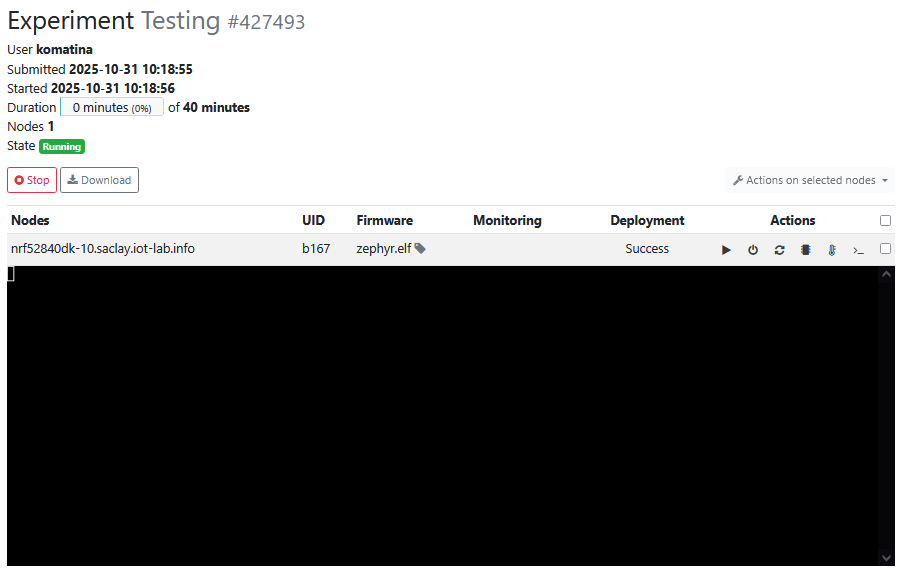 Experiment Testing #427493
User komatina
Submitted 2025-10-31 10:18:55
Started 2025-10-31 10:18:56
Duration 0 minutes (0%) of 40 minutes
Nodes 1
State Running
Stop Download Actions on selected nodes
Nodes UID Firmware Monitoring Deployment Actions
nrf52840dk-10.saclay.iot-lab.info b167 zephyr.elf Success